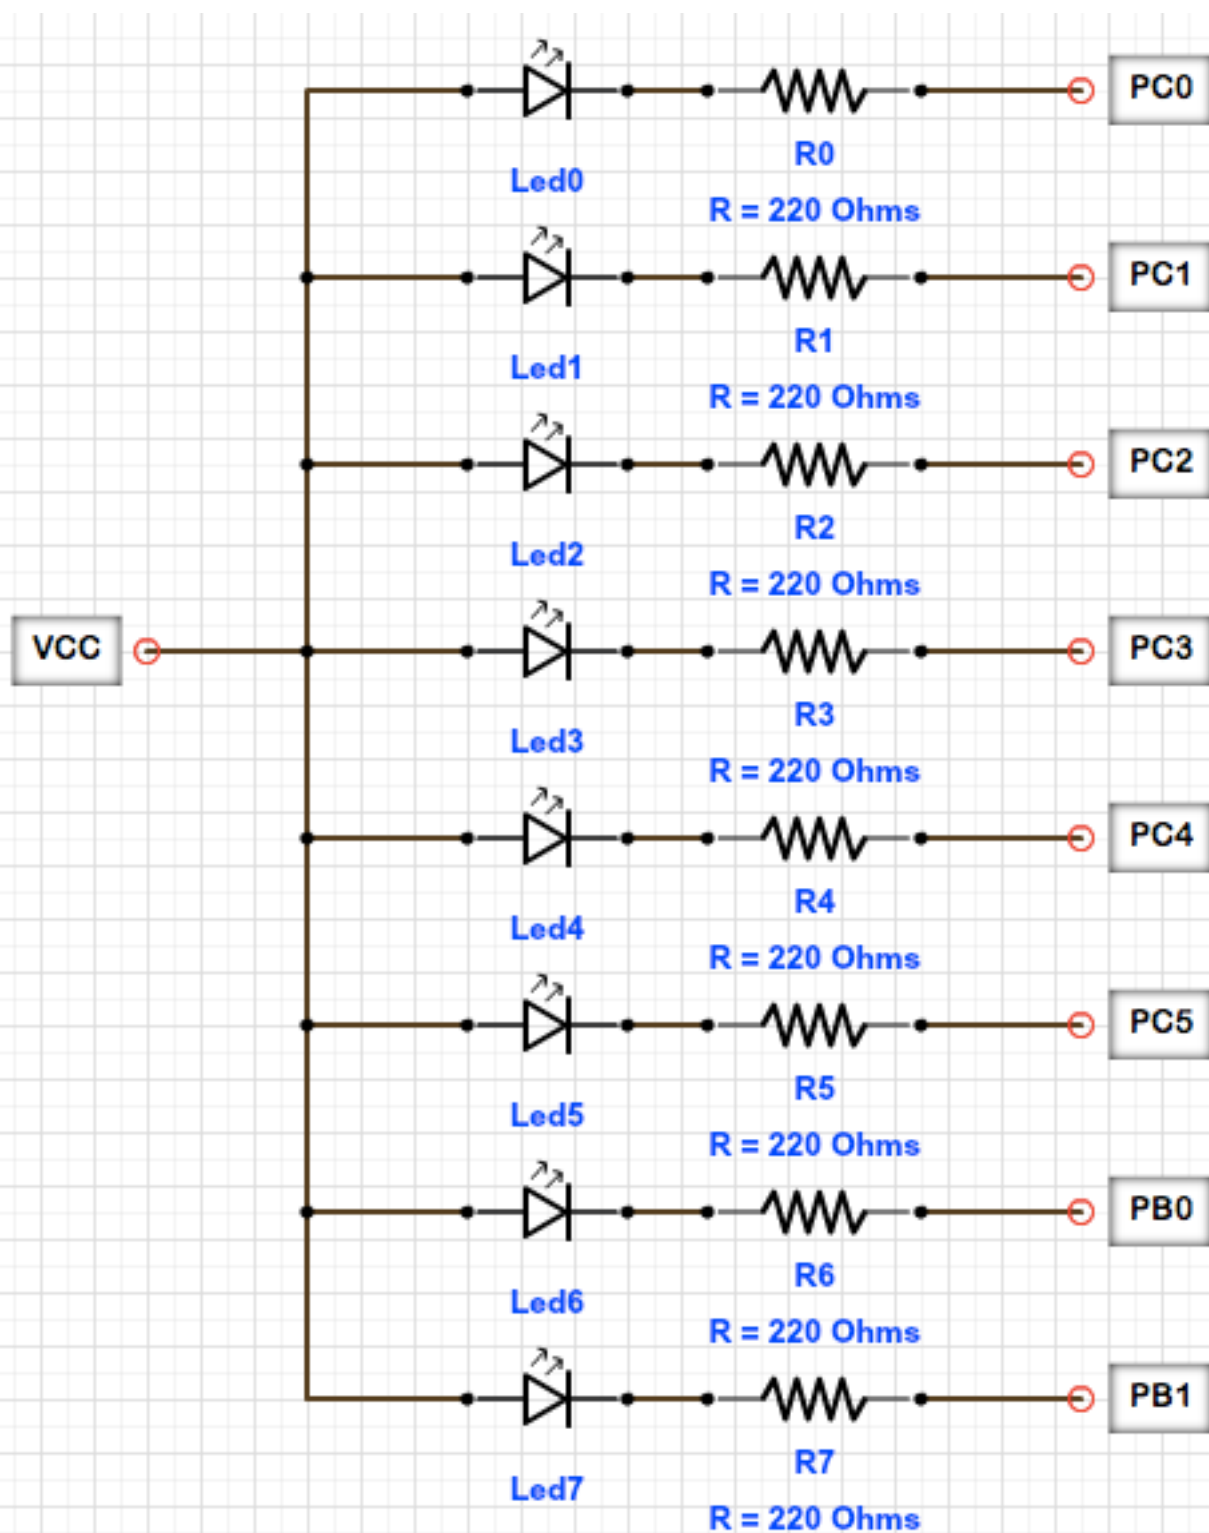 PC0
R0
Led0
R = 220 Ohms
PC1
R1
Led1
R = 220 Ohms
PC2
R2
Led2
R = 220 Ohms
VCC
PC3
R3
Led3
R = 220 Ohms
PC4
R4
Led4
R = 220 Ohms
PC5
R5
Led5
R = 220 Ohms
PB0
R6
Led6
R = 220 Ohms
PB1
R7
Led7
R = 220 Ohms